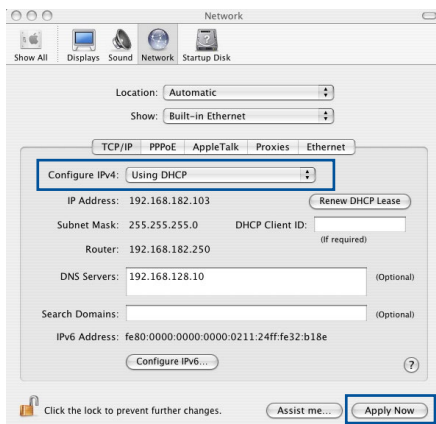 Network
Show All Displays Sound Network Startup Disk
Location: Automatic
Show: Built-in Ethernet
TCP/IP PPPoE AppleTalk Proxies Ethernet
Configure IPv4: Using DHCP
IP Address: 192.168.182.103 Renew DHCP Lease
Subnet Mask: 255.255.255.0 DHCP Client ID:
(If required)
Router: 192.168.182.250
DNS Servers: 192.168.128.10 (Optional)
Search Domains: (Optional)
IPv6 Address: fe80:0000:0000:0000:0211:24ff:fe32:b18e
Configure IPv6... ?
Click the lock to prevent further changes. Assist me... Apply Now